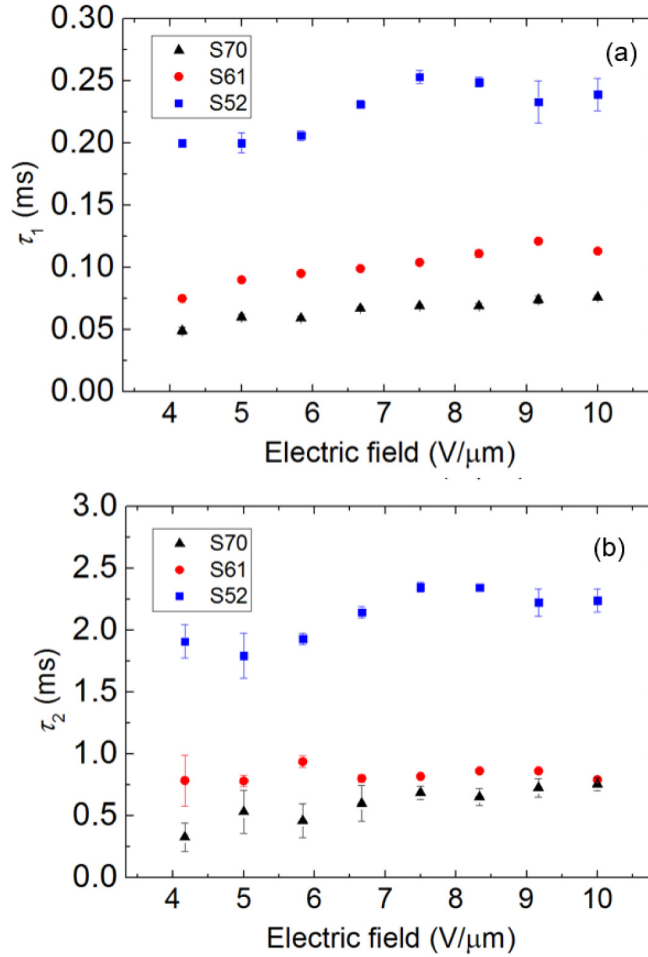 0.30
0.25
0.20
0.15
0.10
0.05
0.00
τ1 (ms)
S70
S61
S52
(a)
4 5 6 7 8 9 10
Electric field (V/μm)
3.0
2.5
2.0
1.5
1.0
0.5
0.0
τ2 (ms)
S70
S61
S52
(b)
4 5 6 7 8 9 10
Electric field (V/μm)